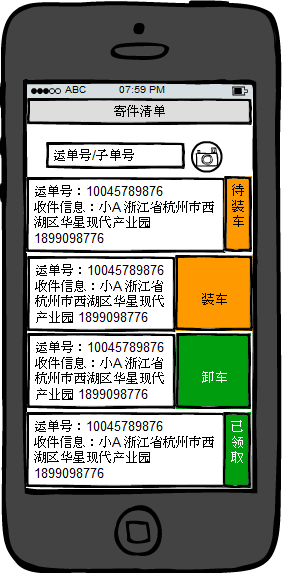 ABC 07:59 PM
寄件清单
运单号/子单号
运单号：10045789876
收件信息：小A 浙江省杭州市西
湖区华星现代产业园
1899098776
待
装
车
运单号：10045789876
收件信息：小A 浙江省
杭州市西湖区华星现代
产业园 1899098776
装车
运单号：10045789876
收件信息：小A 浙江省
杭州市西湖区华星现代
产业园 1899098776
卸车
运单号：10045789876
收件信息：小A 浙江省杭州市西
湖区华星现代产业园
1899098776
已
领
取